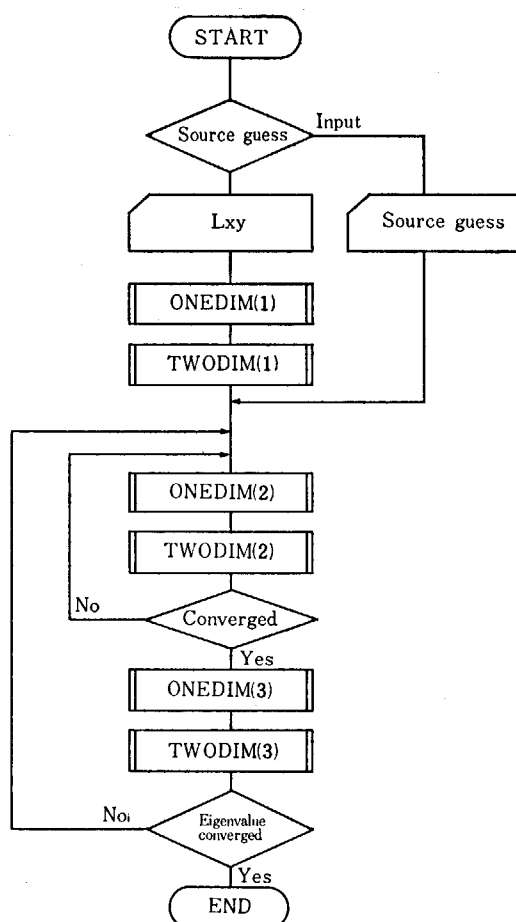 START
Source guess
Input
Lxy
Source guess
ONEDIM(1)
TWODIM(1)
ONEDIM(2)
TWODIM(2)
No
Converged
Yes
ONEDIM(3)
TWODIM(3)
No
Eigenvalue
converged
Yes
END